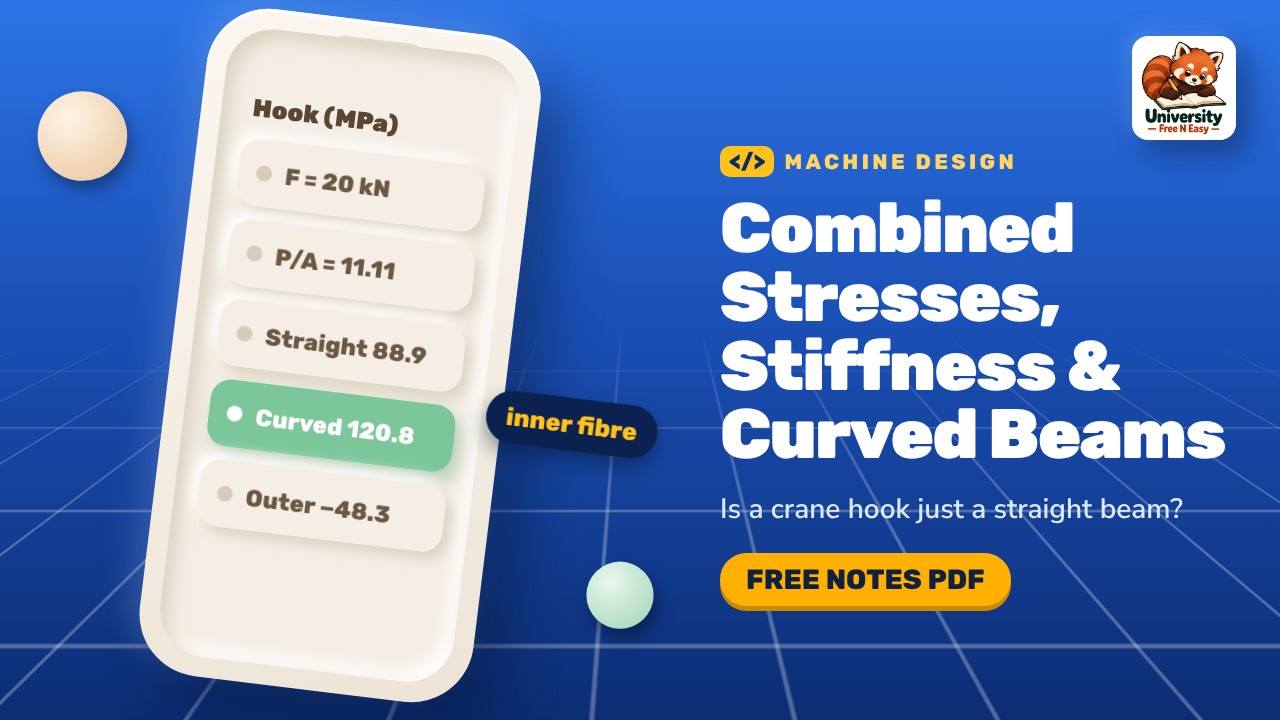 Hook (MPa)
F = 20 kN
P/A = 11.11
Straight 88.9
Curved 120.8
Outer −48.3
inner fibre
University
Free N Easy
</> MACHINE DESIGN
Combined
Stresses,
Stiffness &
Curved Beams
Is a crane hook just a straight beam?
FREE NOTES PDF